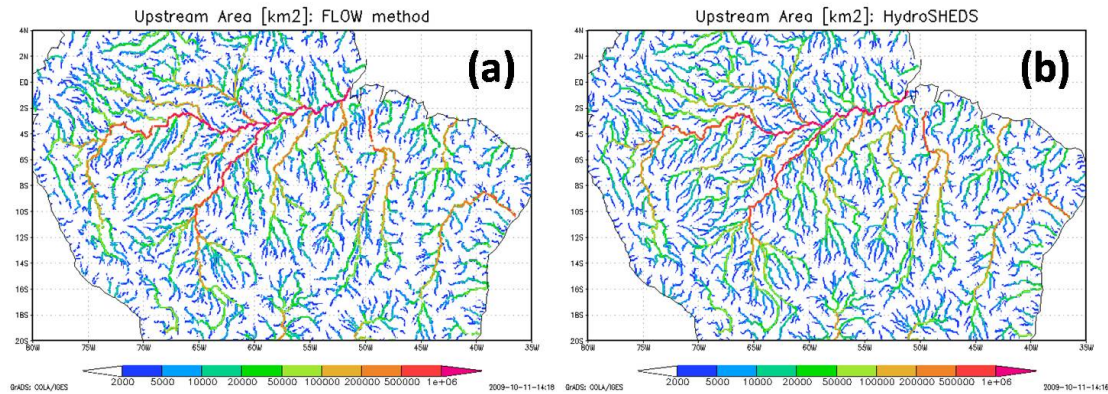 Upstream Area [km2]: FLOW method
(a)
4N
2N
EQ
2S
4S
6S
8S
10S
12S
14S
16S
18S
20S
80W 75W 70W 65W 60W 55W 50W 45W 40W 35W
2000 5000 10000 20000 50000 100000 200000 500000 1e+06
GrADS: COLA/IGES 2009-10-11-14:18
Upstream Area [km2]: HydroSHEDS
(b)
4N
2N
EQ
2S
4S
6S
8S
10S
12S
14S
16S
18S
20S
80W 75W 70W 65W 60W 55W 50W 45W 40W 35W
2000 5000 10000 20000 50000 100000 200000 500000 1e+06
GrADS: COLA/IGES 2009-10-11-14:16